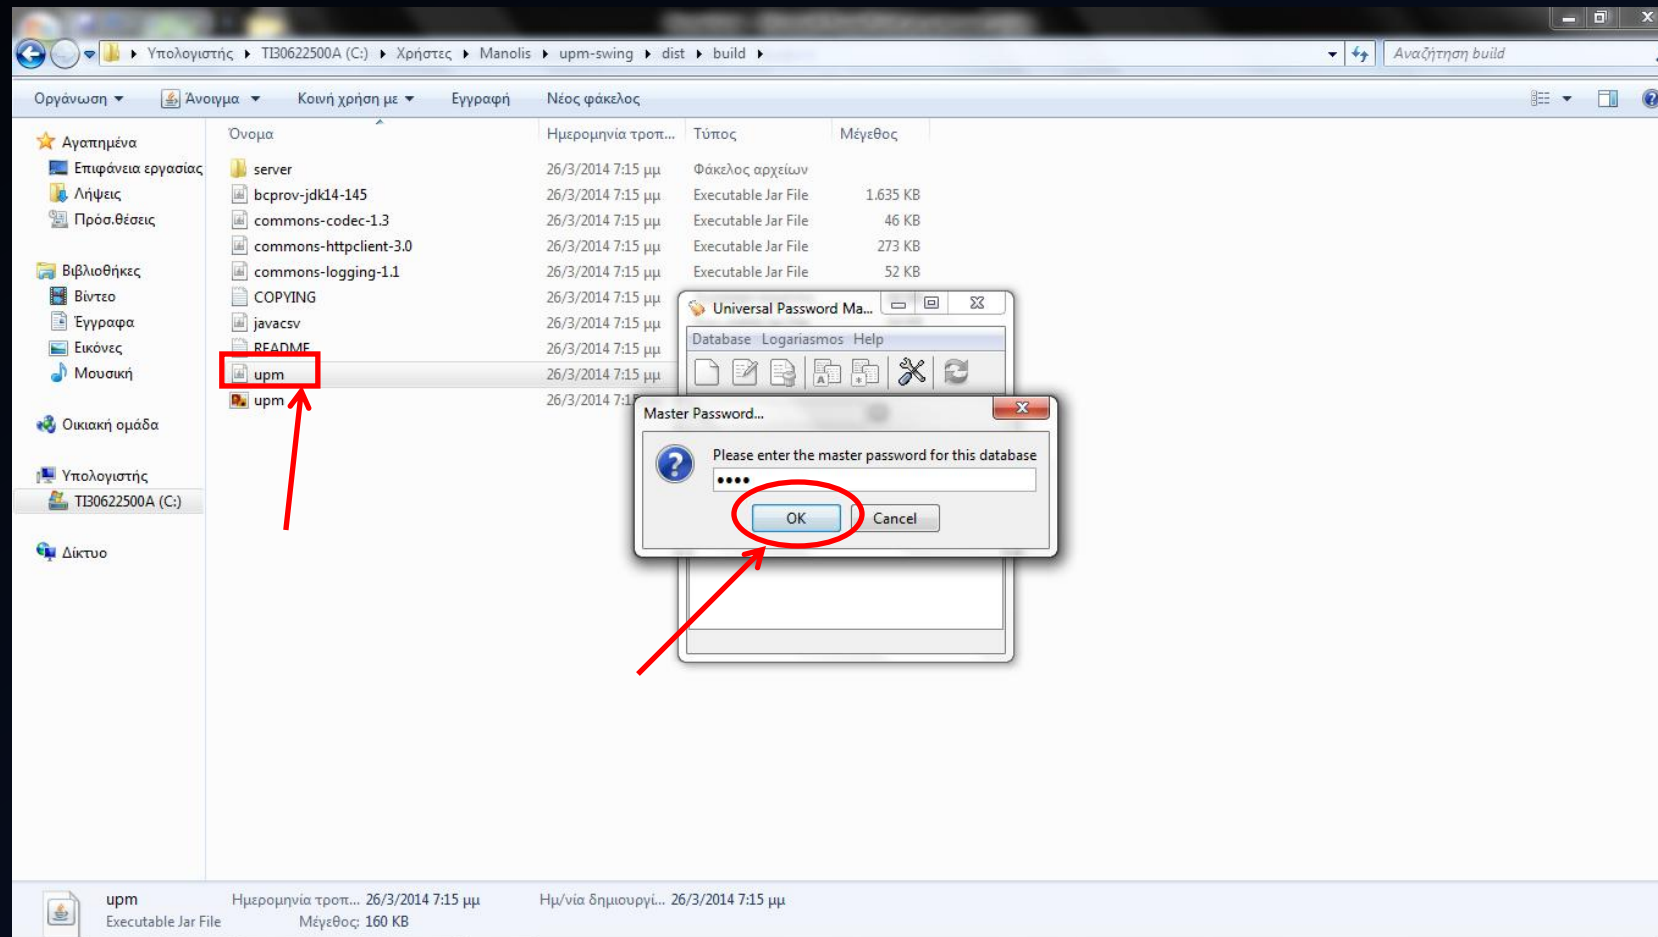 Υπολογιστής ▸ TI30622500A (C:) ▸ Χρήστες ▸ Manolis ▸ upm-swing ▸ dist ▸ build ▸
Αναζήτηση build
Οργάνωση Άνοιγμα Κοινή χρήση με Εγγραφή Νέος φάκελος
Αγαπημένα
Επιφάνεια εργασίας
Λήψεις
Πρόσ.θέσεις
Βιβλιοθήκες
Βίντεο
Έγγραφα
Εικόνες
Μουσική
Οικιακή ομάδα
Υπολογιστής
TI30622500A (C:)
Δίκτυο
Όνομα Ημερομηνία τροπ... Τύπος Μέγεθος
server 26/3/2014 7:15 μμ Φάκελος αρχείων
bcprov-jdk14-145 26/3/2014 7:15 μμ Executable Jar File 1.635 KB
commons-codec-1.3 26/3/2014 7:15 μμ Executable Jar File 46 KB
commons-httpclient-3.0 26/3/2014 7:15 μμ Executable Jar File 273 KB
commons-logging-1.1 26/3/2014 7:15 μμ Executable Jar File 52 KB
COPYING 26/3/2014 7:15 μμ
javacsv 26/3/2014 7:15 μμ
README 26/3/2014 7:15 μμ
upm 26/3/2014 7:15 μμ
upm 26/3/2014
Universal Password Ma...
Database Logariasmos Help
Master Password...
Please enter the master password for this database
••••
OK Cancel
upm Ημερομηνία τροπ... 26/3/2014 7:15 μμ Ημ/νία δημιουργί... 26/3/2014 7:15 μμ
Executable Jar File Μέγεθος: 160 KB